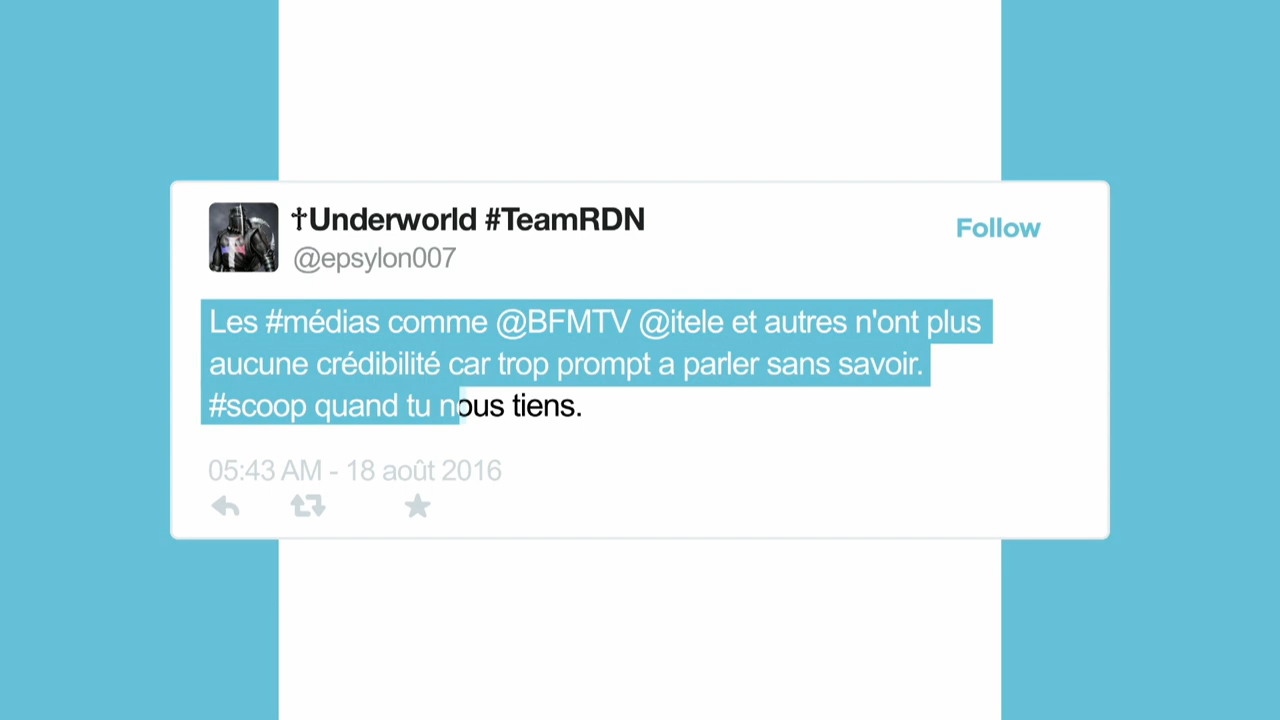 †Underworld #TeamRDN
@epsylon007
Follow
Les #médias comme @BFMTV @itele et autres n'ont plus
aucune crédibilité car trop prompt a parler sans savoir.
#scoop quand tu nous tiens.
05:43 AM - 18 août 2016